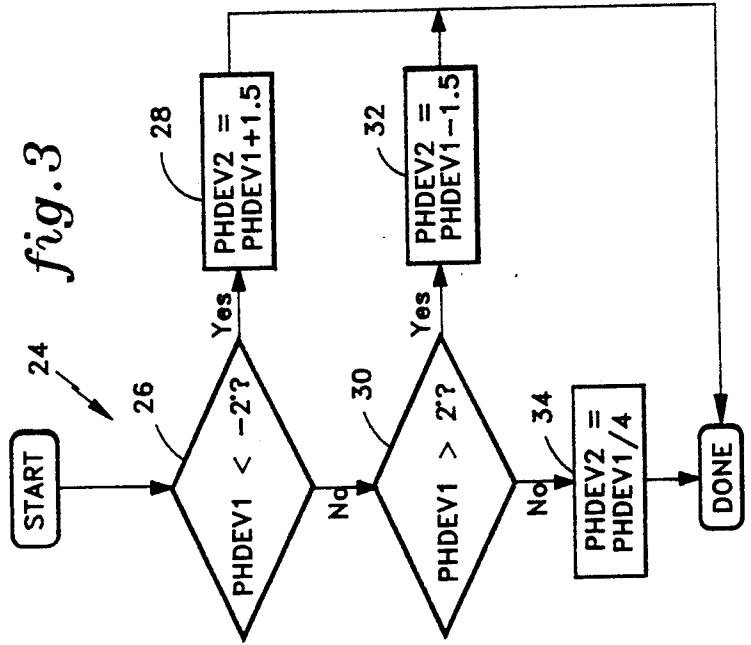 fig.3
24
START
26
PHDEV1 < -2°?
Yes
28
PHDEV2 =
PHDEV1+1.5
No
30
PHDEV1 > 2°?
Yes
32
PHDEV2 =
PHDEV1-1.5
No
34
PHDEV2 =
PHDEV1/4
DONE